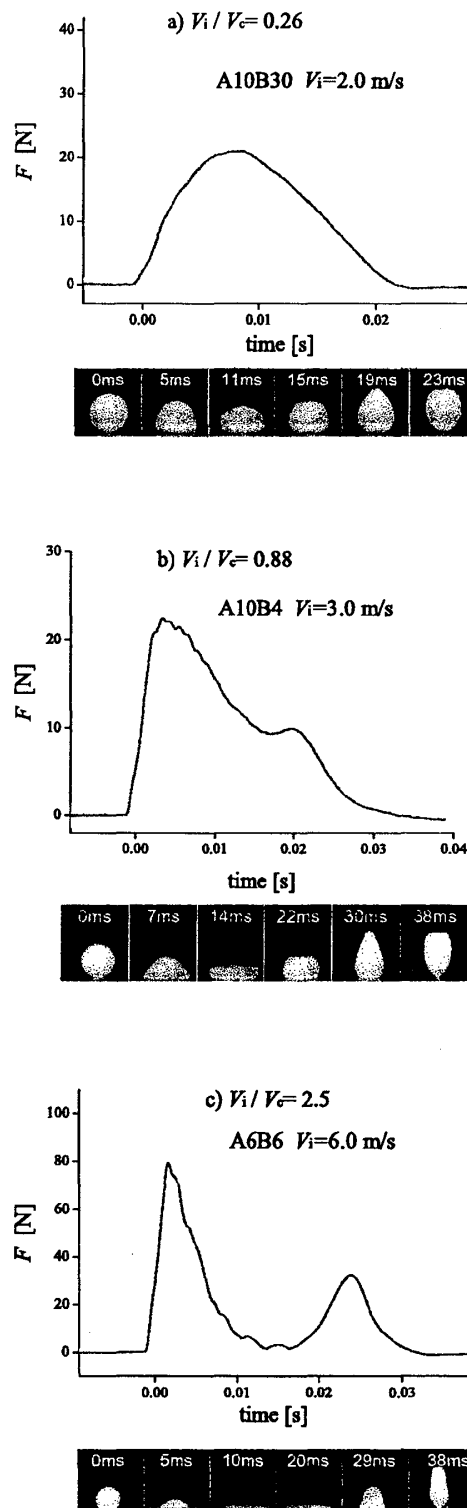 a) Vi / Vc= 0.26
A10B30 Vi=2.0 m/s
40
30
20
10
0
F [N]
0.00 0.01 0.02
time [s]
0ms 5ms 11ms 15ms 19ms 23ms
b) Vi / Vc= 0.88
A10B4 Vi=3.0 m/s
30
20
10
0
F [N]
0.00 0.01 0.02 0.03 0.04
time [s]
0ms 7ms 14ms 22ms 30ms 38ms
c) Vi / Vc= 2.5
A6B6 Vi=6.0 m/s
100
80
60
40
20
0
F [N]
0.00 0.01 0.02 0.03
time [s]
0ms 5ms 10ms 20ms 29ms 38ms